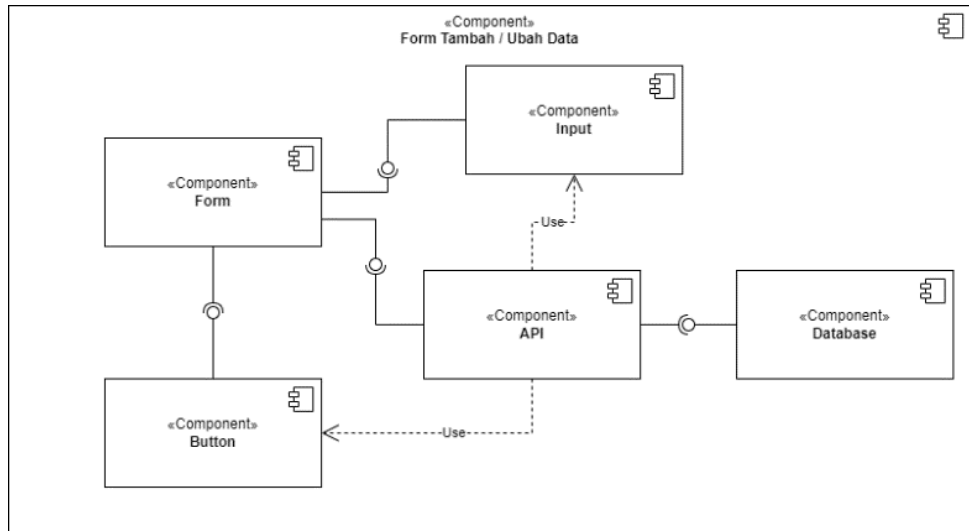 «Component»
Form Tambah / Ubah Data
«Component»
Input
«Component»
Form
Use
«Component»
API
«Component»
Database
«Component»
Button
Use